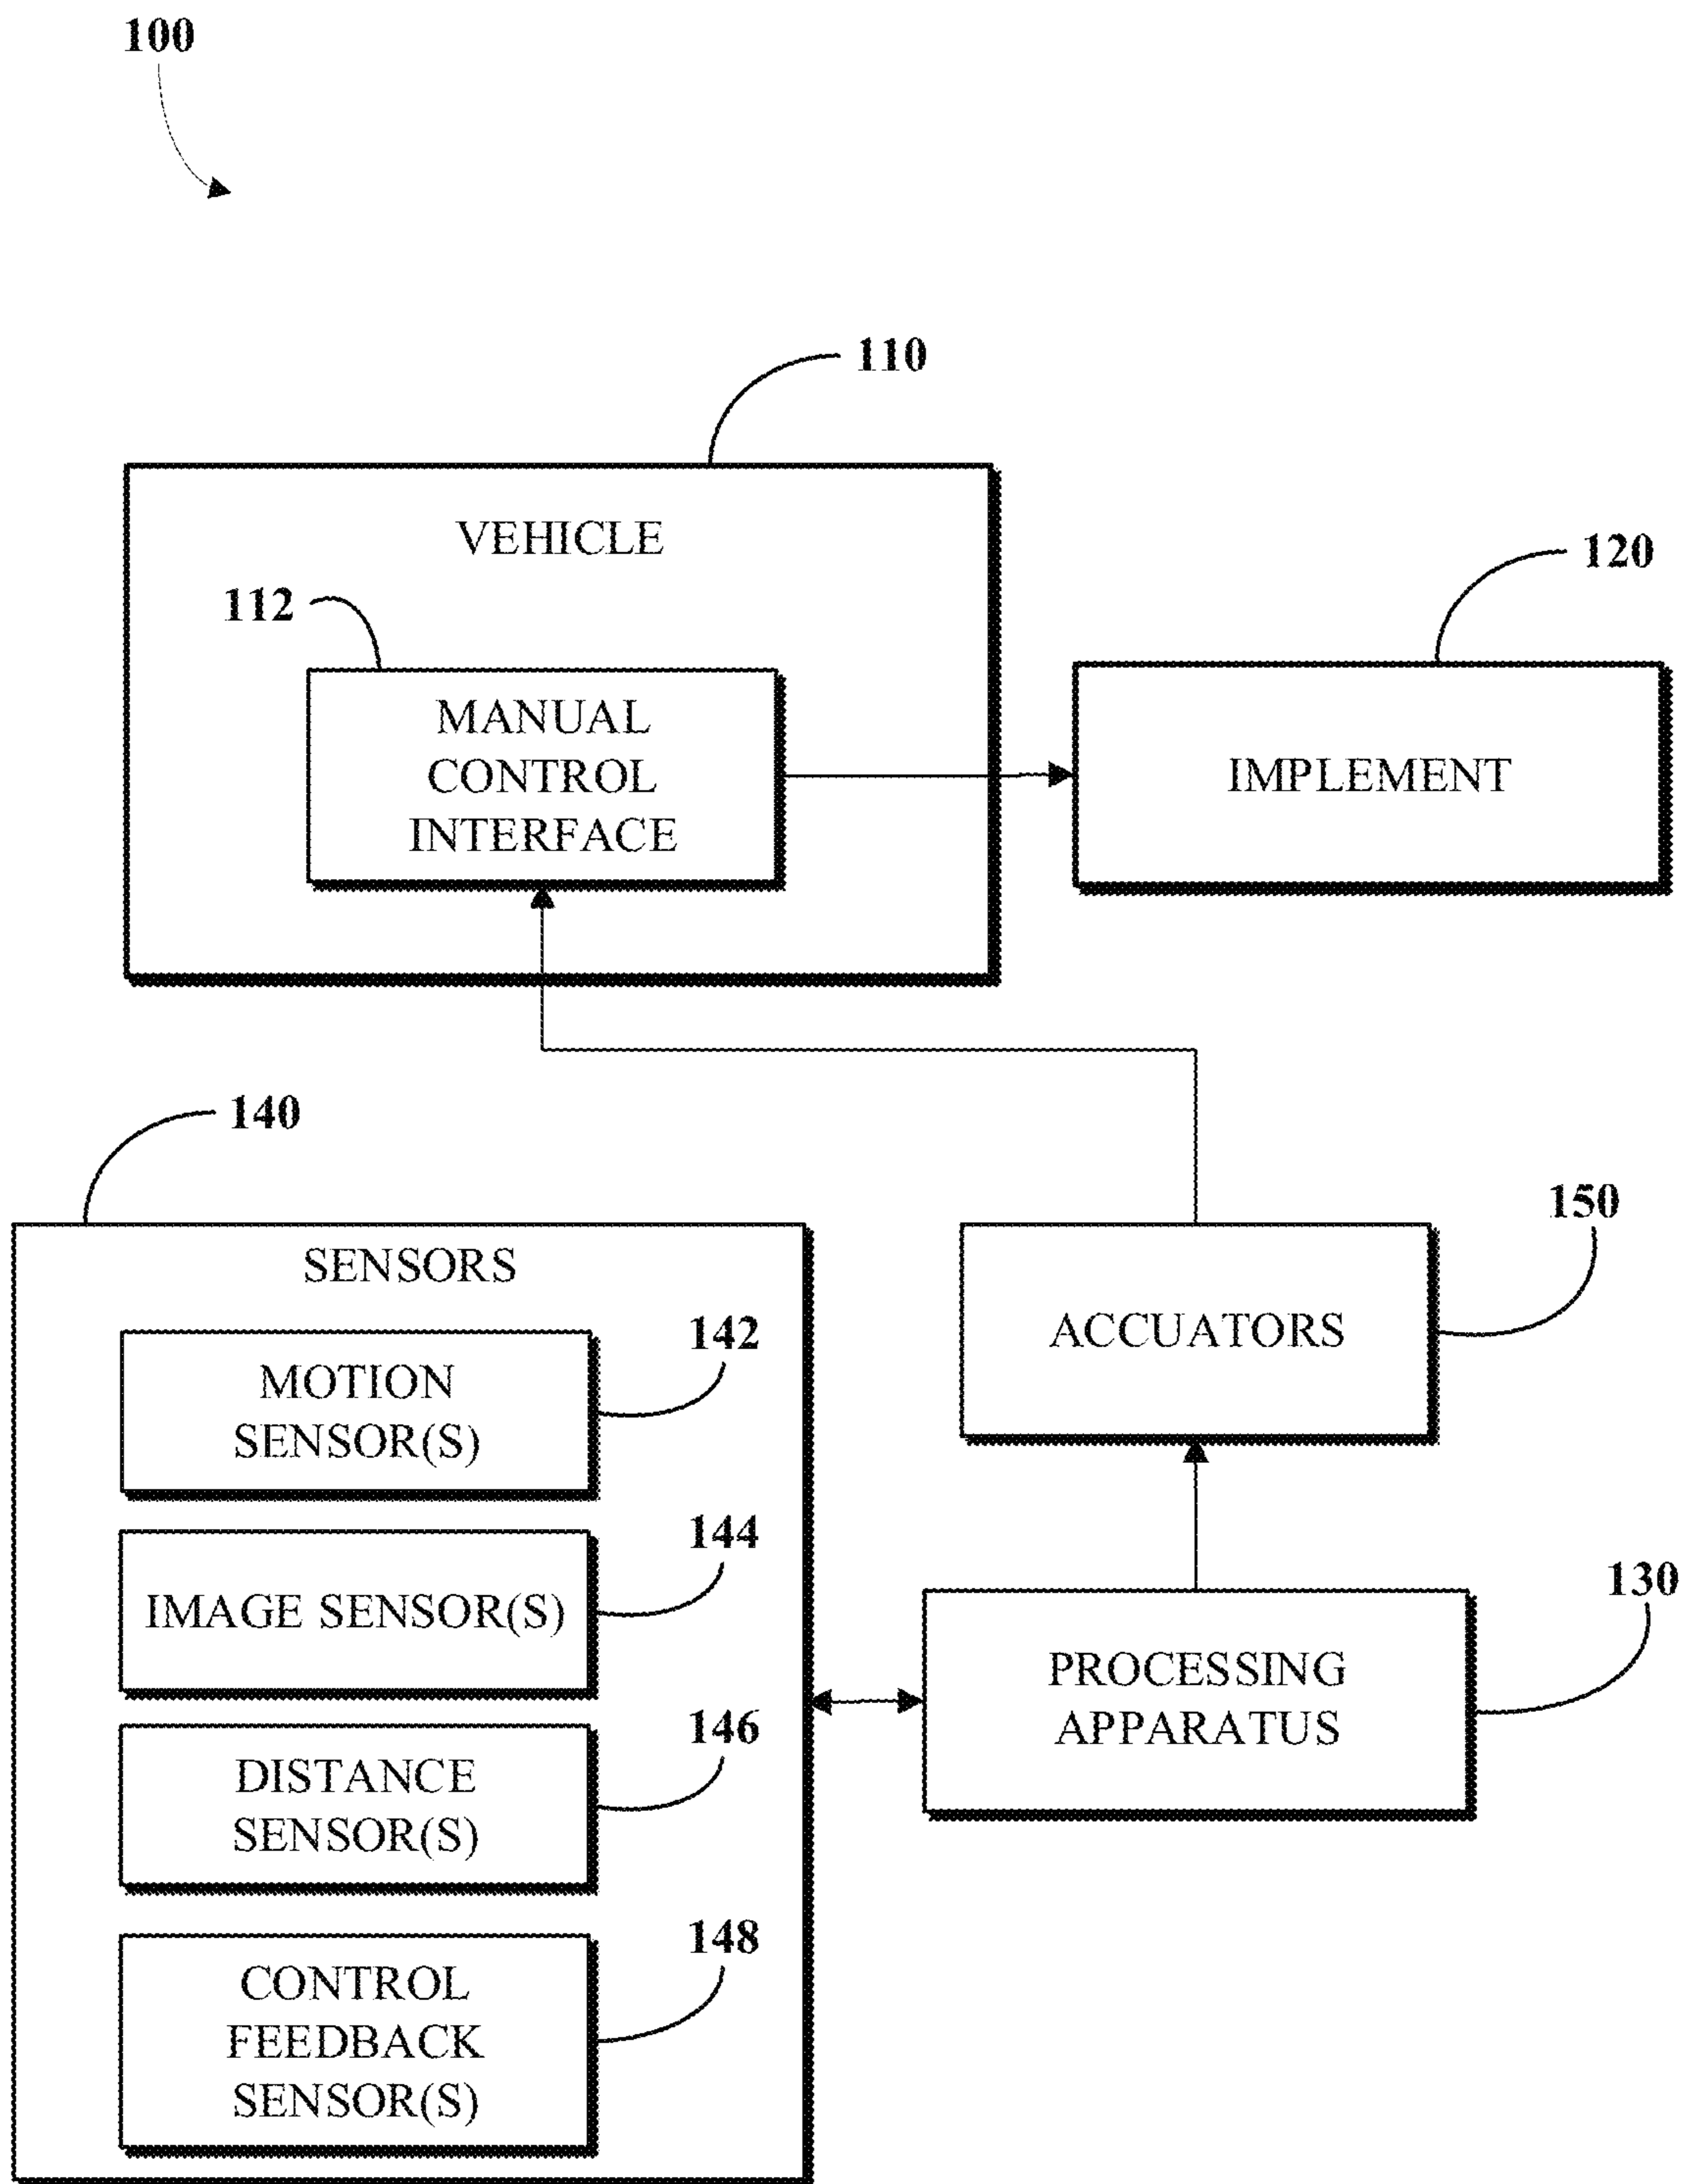 100
110
VEHICLE
120
112
MANUAL
CONTROL
INTERFACE
IMPLEMENT
140
150
SENSORS
ACCUATORS
142
MOTION
SENSOR(S)
144
IMAGE SENSOR(S)
130
PROCESSING
APPARATUS
146
DISTANCE
SENSOR(S)
148
CONTROL
FEEDBACK
SENSOR(S)